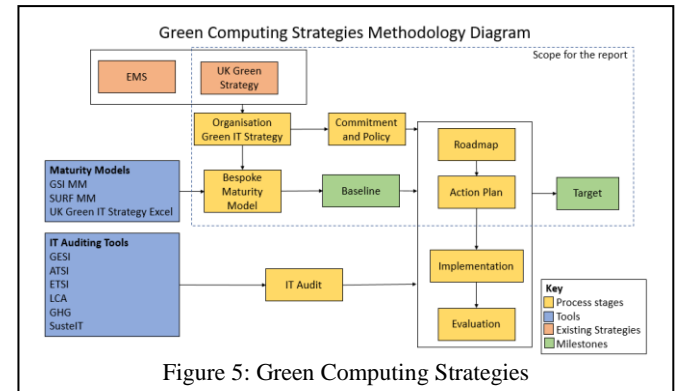 Green Computing Strategies Methodology Diagram
Scope for the report
EMS
UK Green
Strategy
Organisation
Green IT Strategy
Commitment
and Policy
Roadmap
Maturity Models
GSI MM
SURF MM
UK Green IT Strategy Excel
Bespoke
Maturity
Model
Baseline
Action Plan
Target
IT Auditing Tools
GESI
ATSI
ETSI
LCA
GHG
SusteIT
IT Audit
Implementation
Evaluation
Key
Process stages
Tools
Existing Strategies
Milestones
Figure 5: Green Computing Strategies